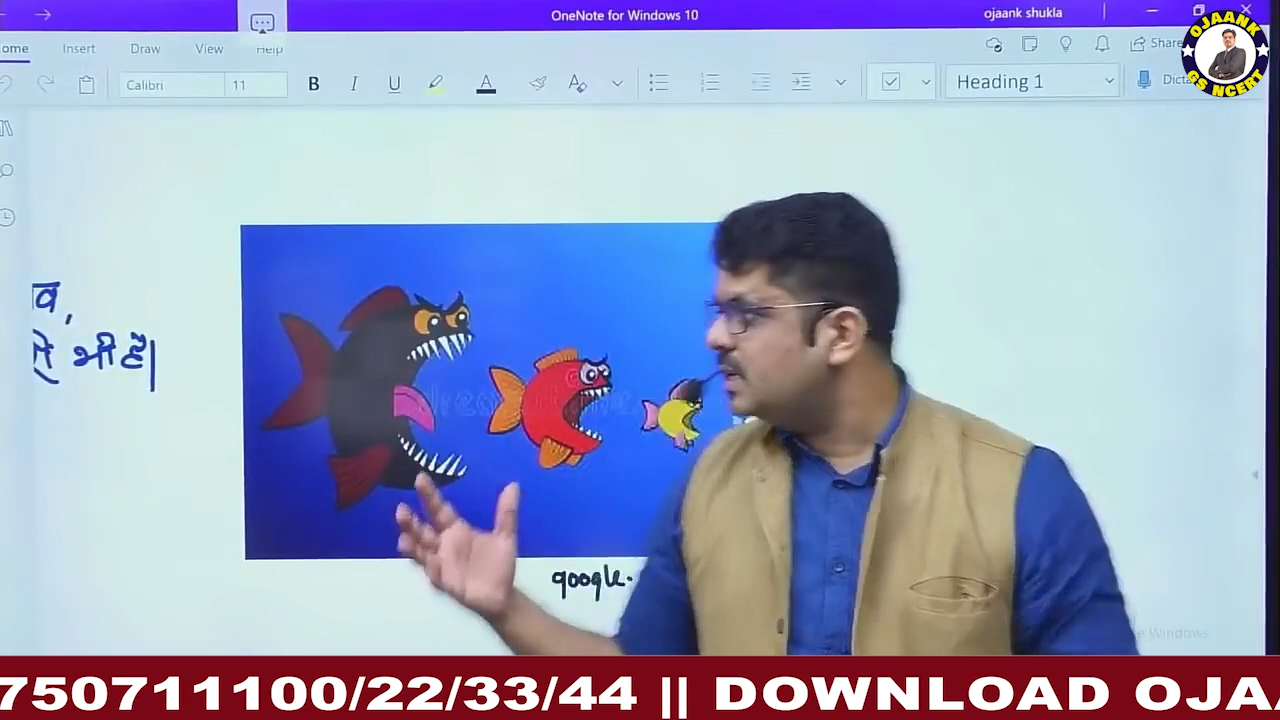 OneNote for Windows 10
ojaank shukla
Insert Draw View Help
Share
Calibri 11 B I U A Heading 1
OJAANK
GS NCERT
भी हैं।
google.
750711100/22/33/44 || DOWNLOAD OJA